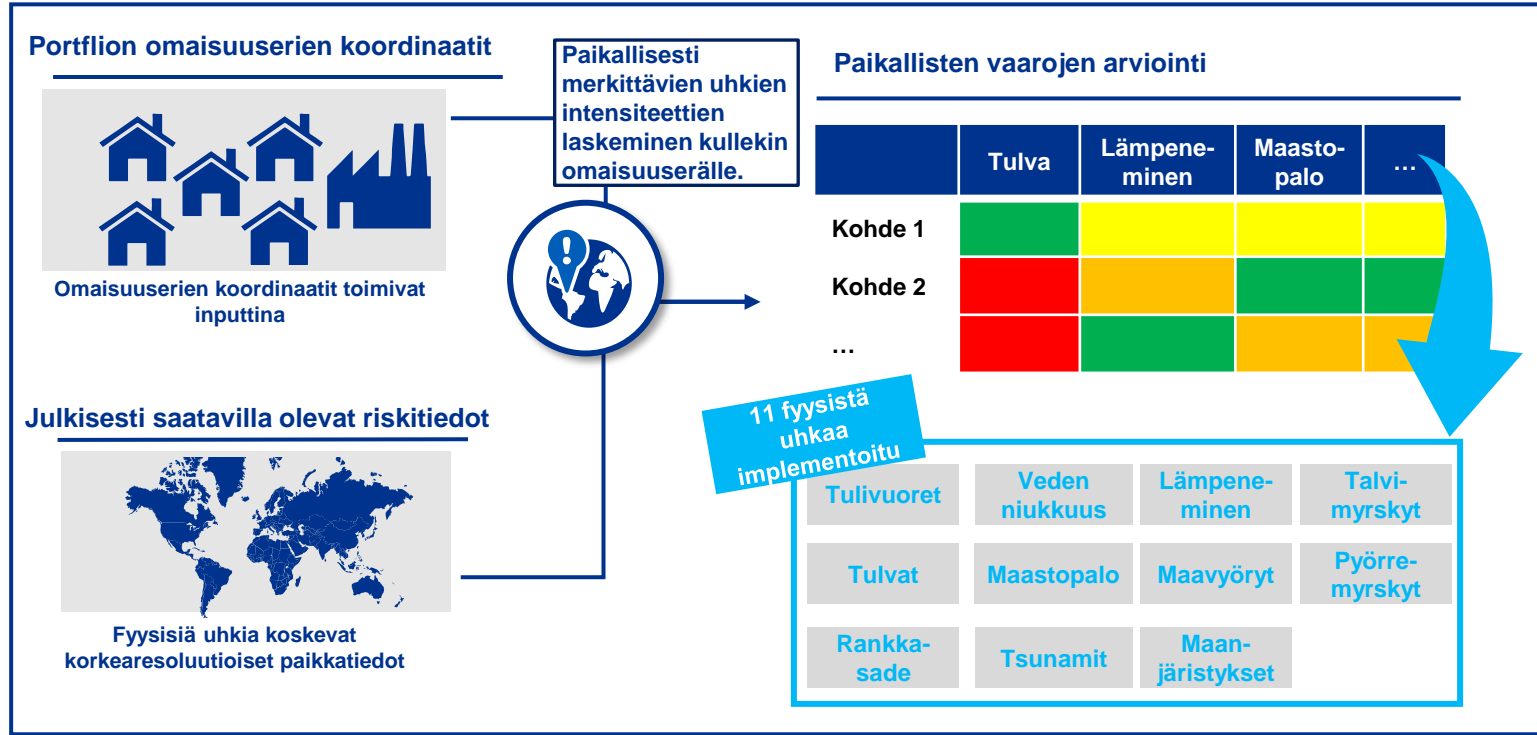 Portflion omaisuuserien koordinaatit
Omaisuuserien koordinaatit toimivat
inputtina
Julkisesti saatavilla olevat riskitiedot
Fyysisiä uhkia koskevat
korkearesoluutioiset paikkatiedot
Paikallisesti
merkittävien uhkien
intensiteettien
laskeminen kullekin
omaisuuserälle.
!
Paikallisten vaarojen arviointi
Tulva
Lämpene-
minen
Maasto-
palo
…
Kohde 1
Kohde 2
…
11 fyysistä
uhkaa
implementoitu
Tulivuoret
Veden
niukkuus
Lämpene-
minen
Talvi-
myrskyt
Tulvat
Maastopalo
Maavyöryt
Pyörre-
myrskyt
Rankka-
sade
Tsunamit
Maan-
järistykset